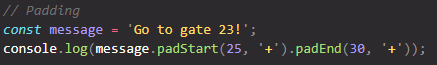 // Padding
const message = 'Go to gate 23!';
console.log(message.padStart(25, '+').padEnd(30, '+'));